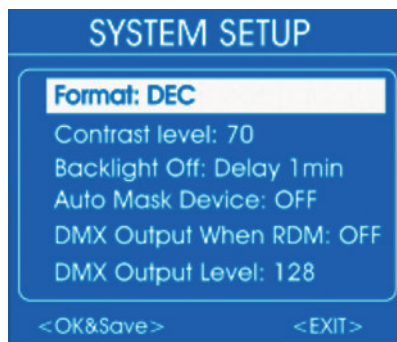 SYSTEM SETUP
Format: DEC
Contrast level: 70
Backlight Off: Delay 1min
Auto Mask Device: OFF
DMX Output When RDM: OFF
DMX Output Level: 128
<OK&Save> <EXIT>